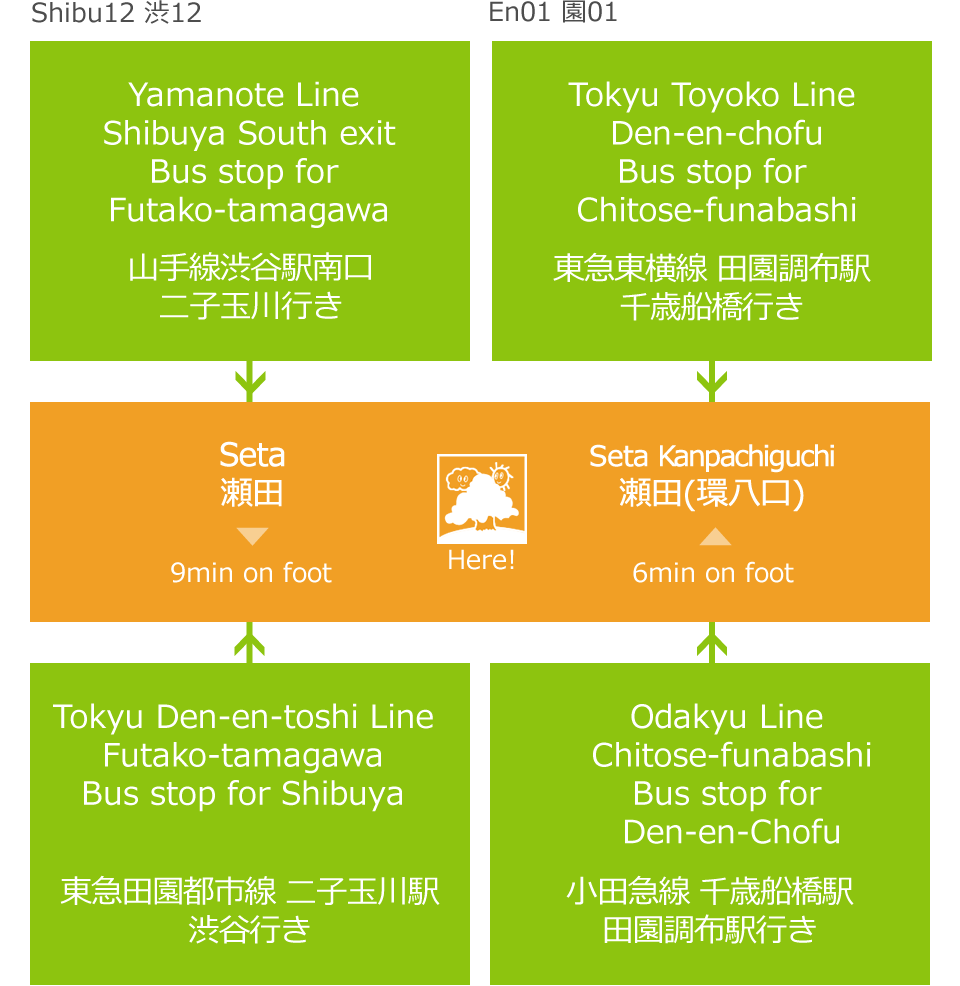 Shibu12 渋12
Yamanote Line
Shibuya South exit
Bus stop for
Futako-tamagawa
山手線渋谷駅南口
二子玉川行き
En01 園01
Tokyu Toyoko Line
Den-en-chofu
Bus stop for
Chitose-funabashi
東急東横線 田園調布駅
千歳船橋行き
Seta
瀬田
9min on foot
Here!
Seta Kanpachiguchi
瀬田(環八口)
6min on foot
Tokyu Den-en-toshi Line
Futako-tamagawa
Bus stop for Shibuya
東急田園都市線 二子玉川駅
渋谷行き
Odakyu Line
Chitose-funabashi
Bus stop for
Den-en-Chofu
小田急線 千歳船橋駅
田園調布駅行き